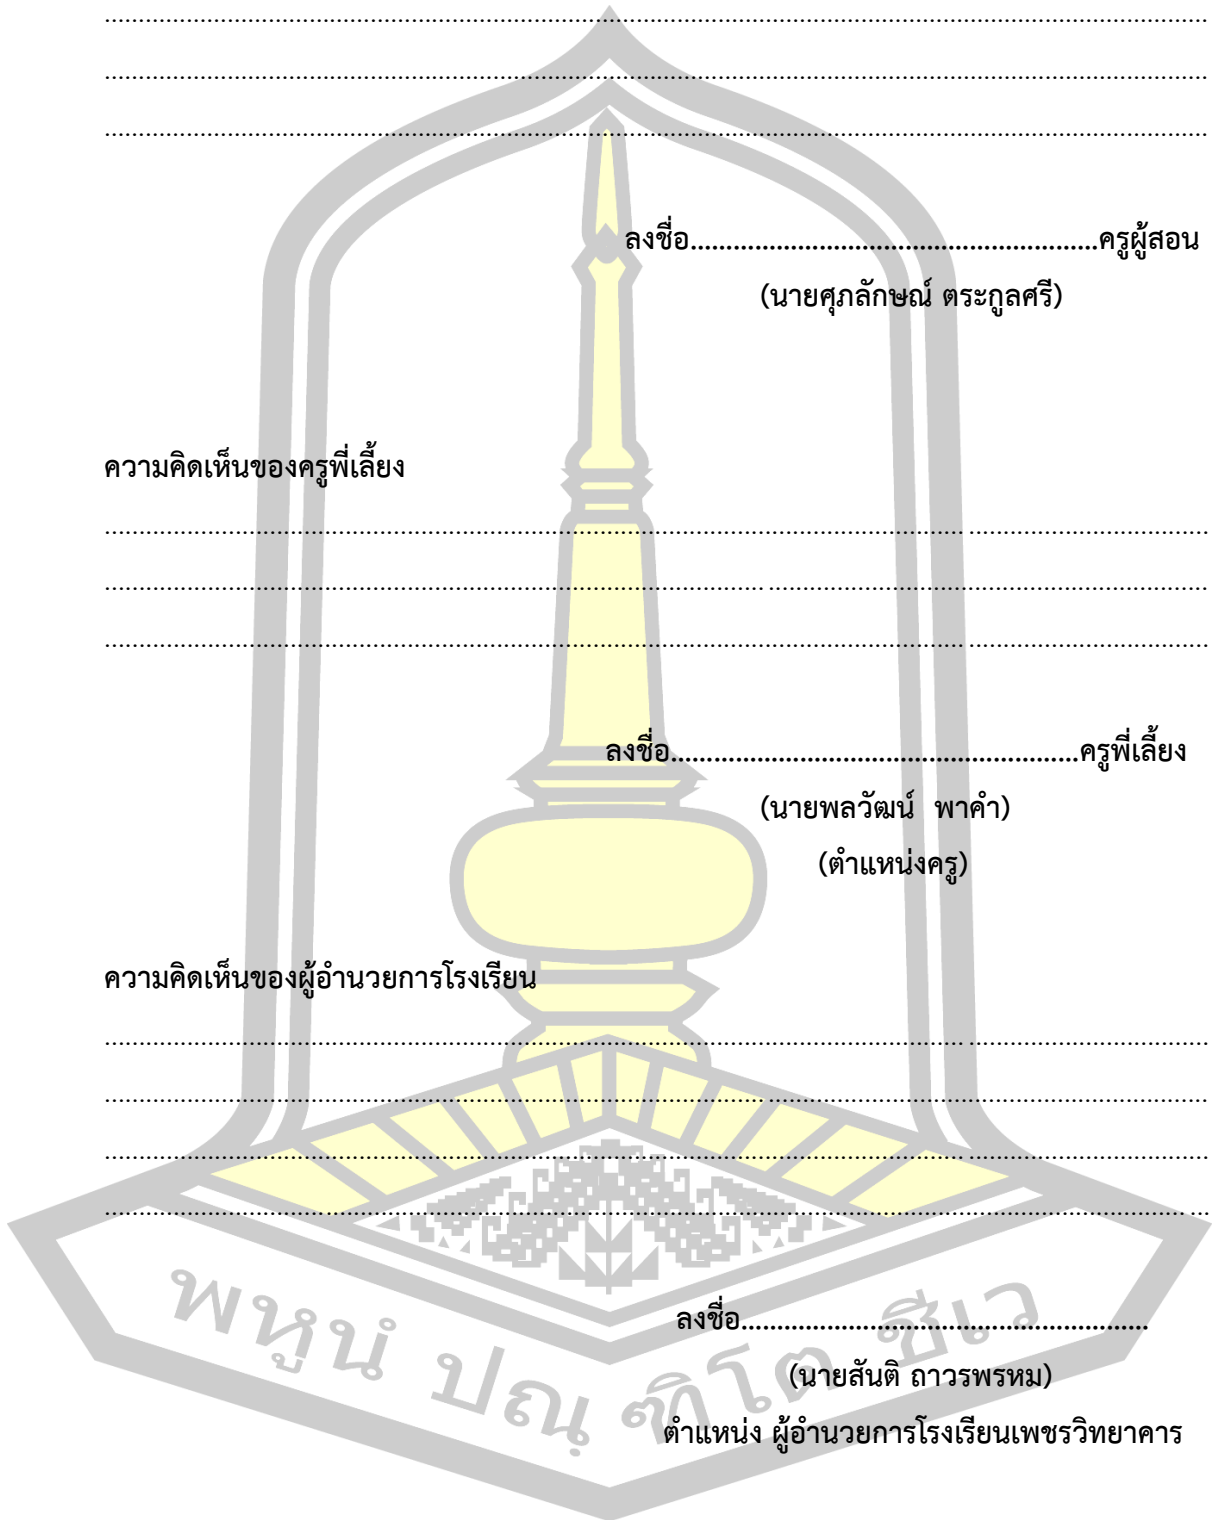 ................................................................................
................................................................................
................................................................................
ลงชื่อ.........................................................ครูผู้สอน
(นายศุภลักษณ์ ตระกูลศรี)
ความคิดเห็นของครูพี่เลี้ยง
................................................................................
................................................................................
................................................................................
ลงชื่อ.........................................................ครูพี่เลี้ยง
(นายพลวัฒน์ พาคำ)
(ตำแหน่งครู)
ความคิดเห็นของผู้อำนวยการโรงเรียน
................................................................................
................................................................................
................................................................................
................................................................................
ลงชื่อ.........................................................
(นายสันติ ถาวรพรหม)
ตำแหน่ง ผู้อำนวยการโรงเรียนเพชรวิทยาคาร
พหูนํ ปณฺฑิโต ชีเว